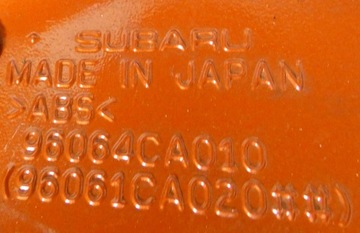 SUBARU
MADE IN JAPAN
>ABS<
96064CA010
(96061CA020##)